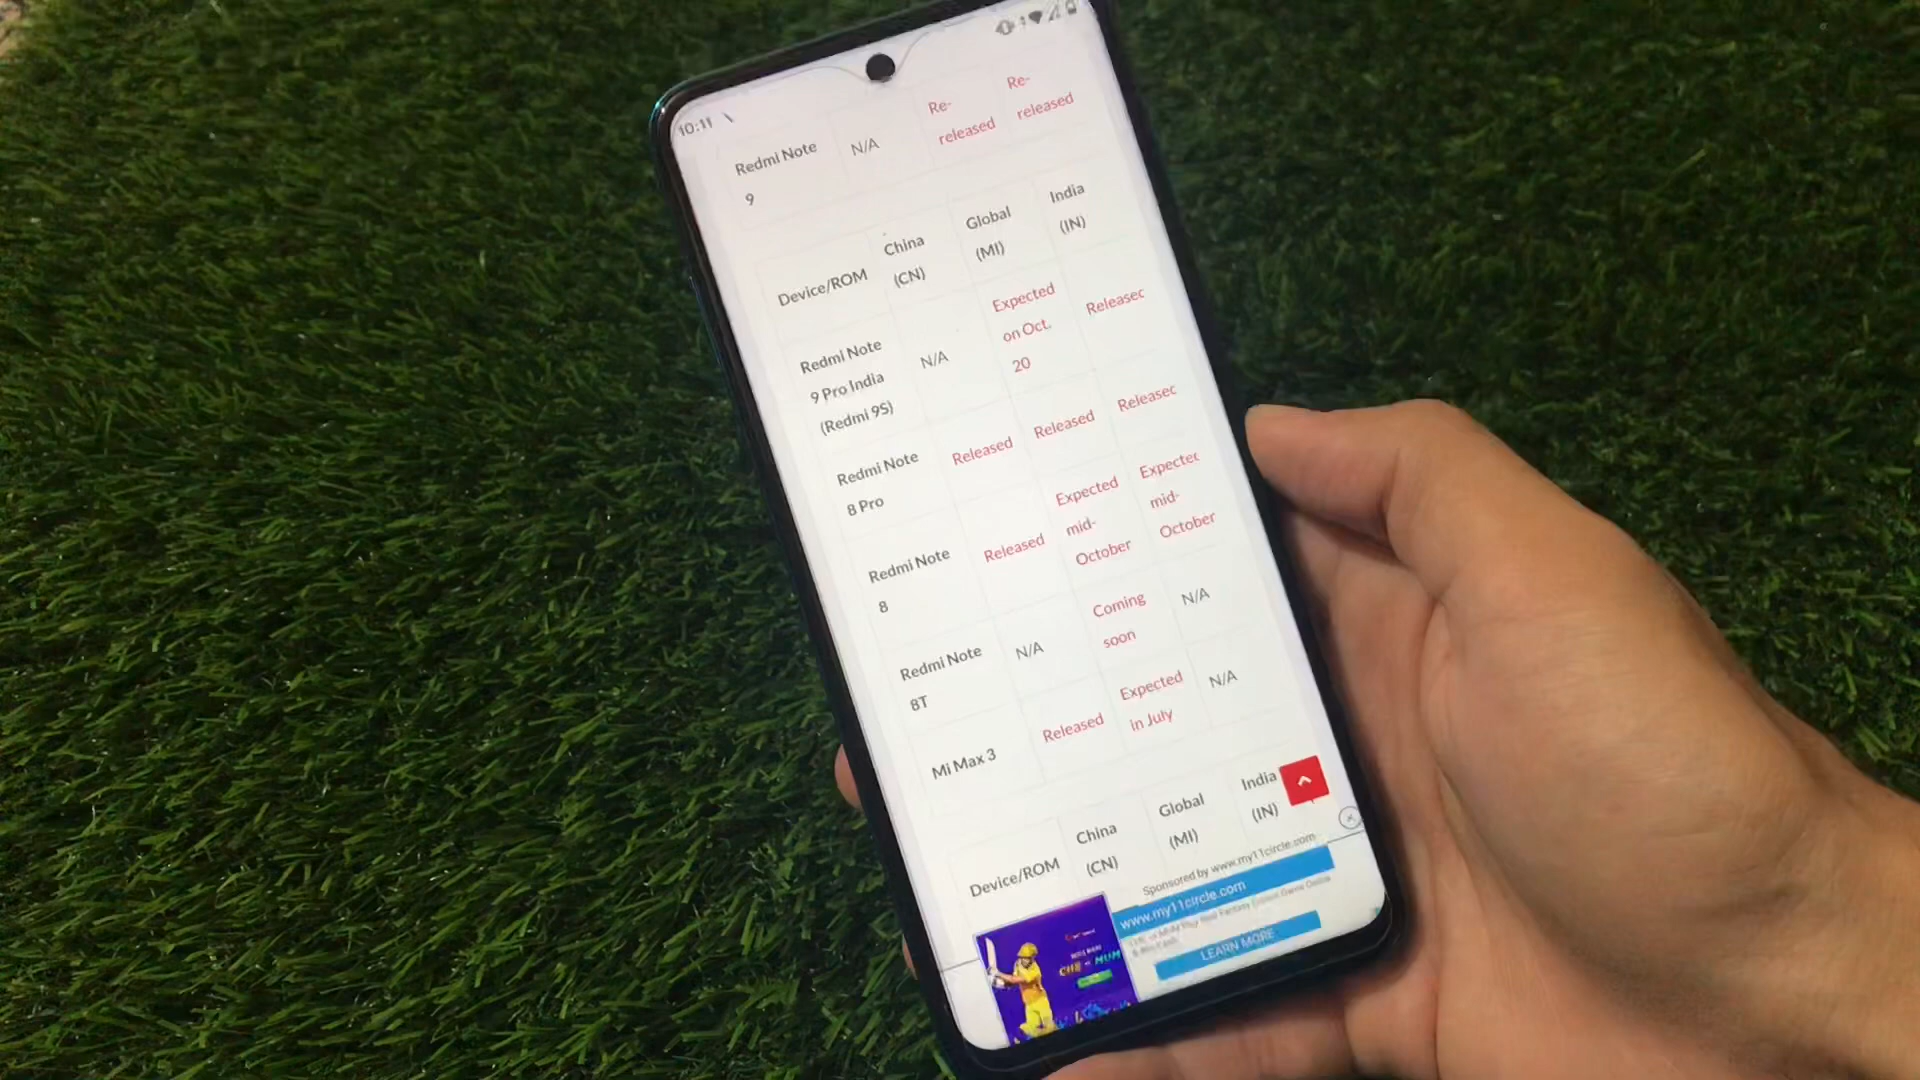 10:11
Redmi Note
9
N/A
Re-
released
Re-
released
Device/ROM
China
(CN)
Global
(MI)
India
(IN)
Redmi Note
9 Pro India
(Redmi 9S)
N/A
Expected
on Oct.
20
Releasec
Redmi Note
8 Pro
Released
Released
Releasec
Redmi Note
8
Released
Expected
mid-
October
Expectec
mid-
October
Redmi Note
8T
N/A
Coming
soon
N/A
Mi Max 3
Released
Expected
in July
N/A
Device/ROM
China
(CN)
Global
(MI)
India
(IN)
Sponsored by www.my11circle.com
www.my11circle.com
LEARN MORE